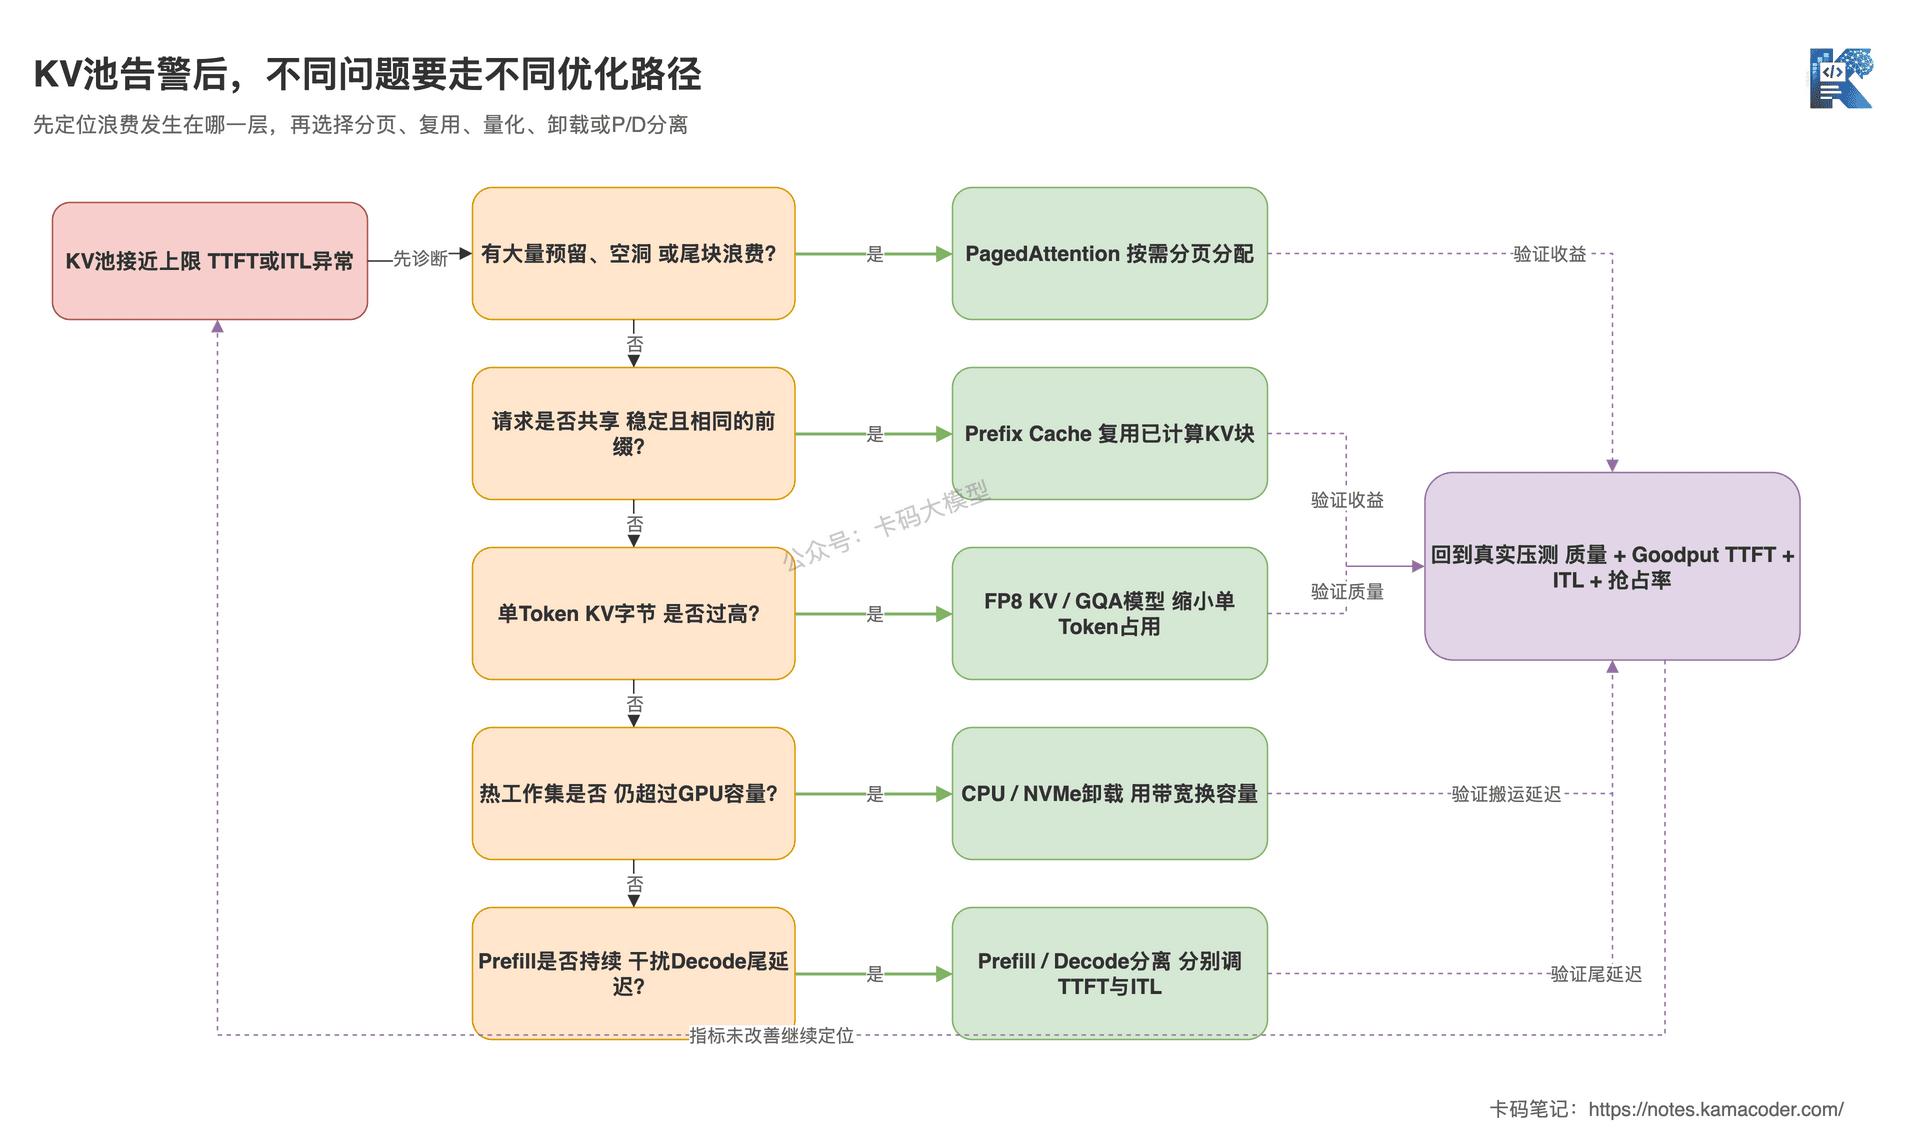 KV池告警后，不同问题要走不同优化路径
先定位浪费发生在哪一层，再选择分页、复用、量化、卸载或P/D分离
</>
KV池接近上限 TTFT或ITL异常
先诊断
有大量预留、空洞 或尾块浪费?
是
PagedAttention 按需分页分配
验证收益
否
请求是否共享 稳定且相同的前
缀?
是
Prefix Cache 复用已计算KV块
验证收益
否
公众号：卡码大模型
单Token KV字节 是否过高?
是
FP8 KV / GQA模型 缩小单
Token占用
验证质量
回到真实压测 质量 + Goodput TTFT +
ITL + 抢占率
否
热工作集是否 仍超过GPU容量?
是
CPU / NVMe卸载 用带宽换容量
验证搬运延迟
否
Prefill是否持续 干扰Decode尾延
迟?
是
Prefill / Decode分离 分别调
TTFT与ITL
验证尾延迟
指标未改善继续定位
卡码笔记：https://notes.kamacoder.com/